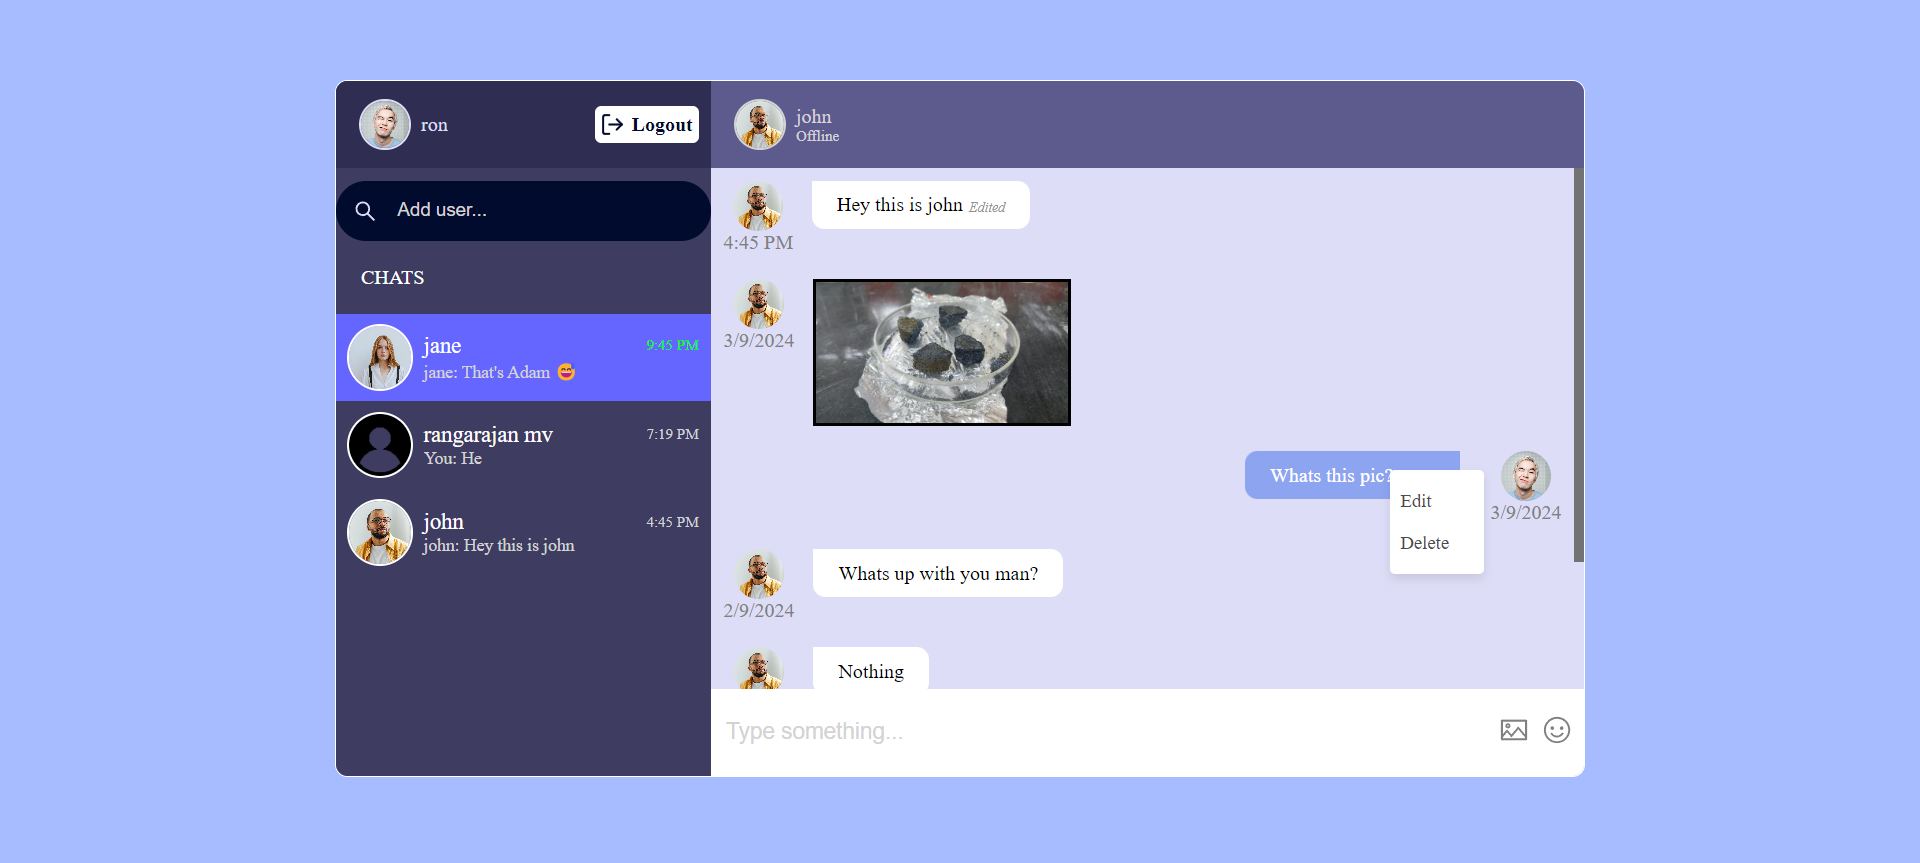 ron
Logout
Add user...
CHATS
jane
9:45 PM
jane: That's Adam 😅
rangarajan mv
7:19 PM
You: He
john
4:45 PM
john: Hey this is john
john
Offline
Hey this is john Edited
4:45 PM
3/9/2024
Whats this pic?
3/9/2024
Edit
Delete
Whats up with you man?
2/9/2024
Nothing
Type something...